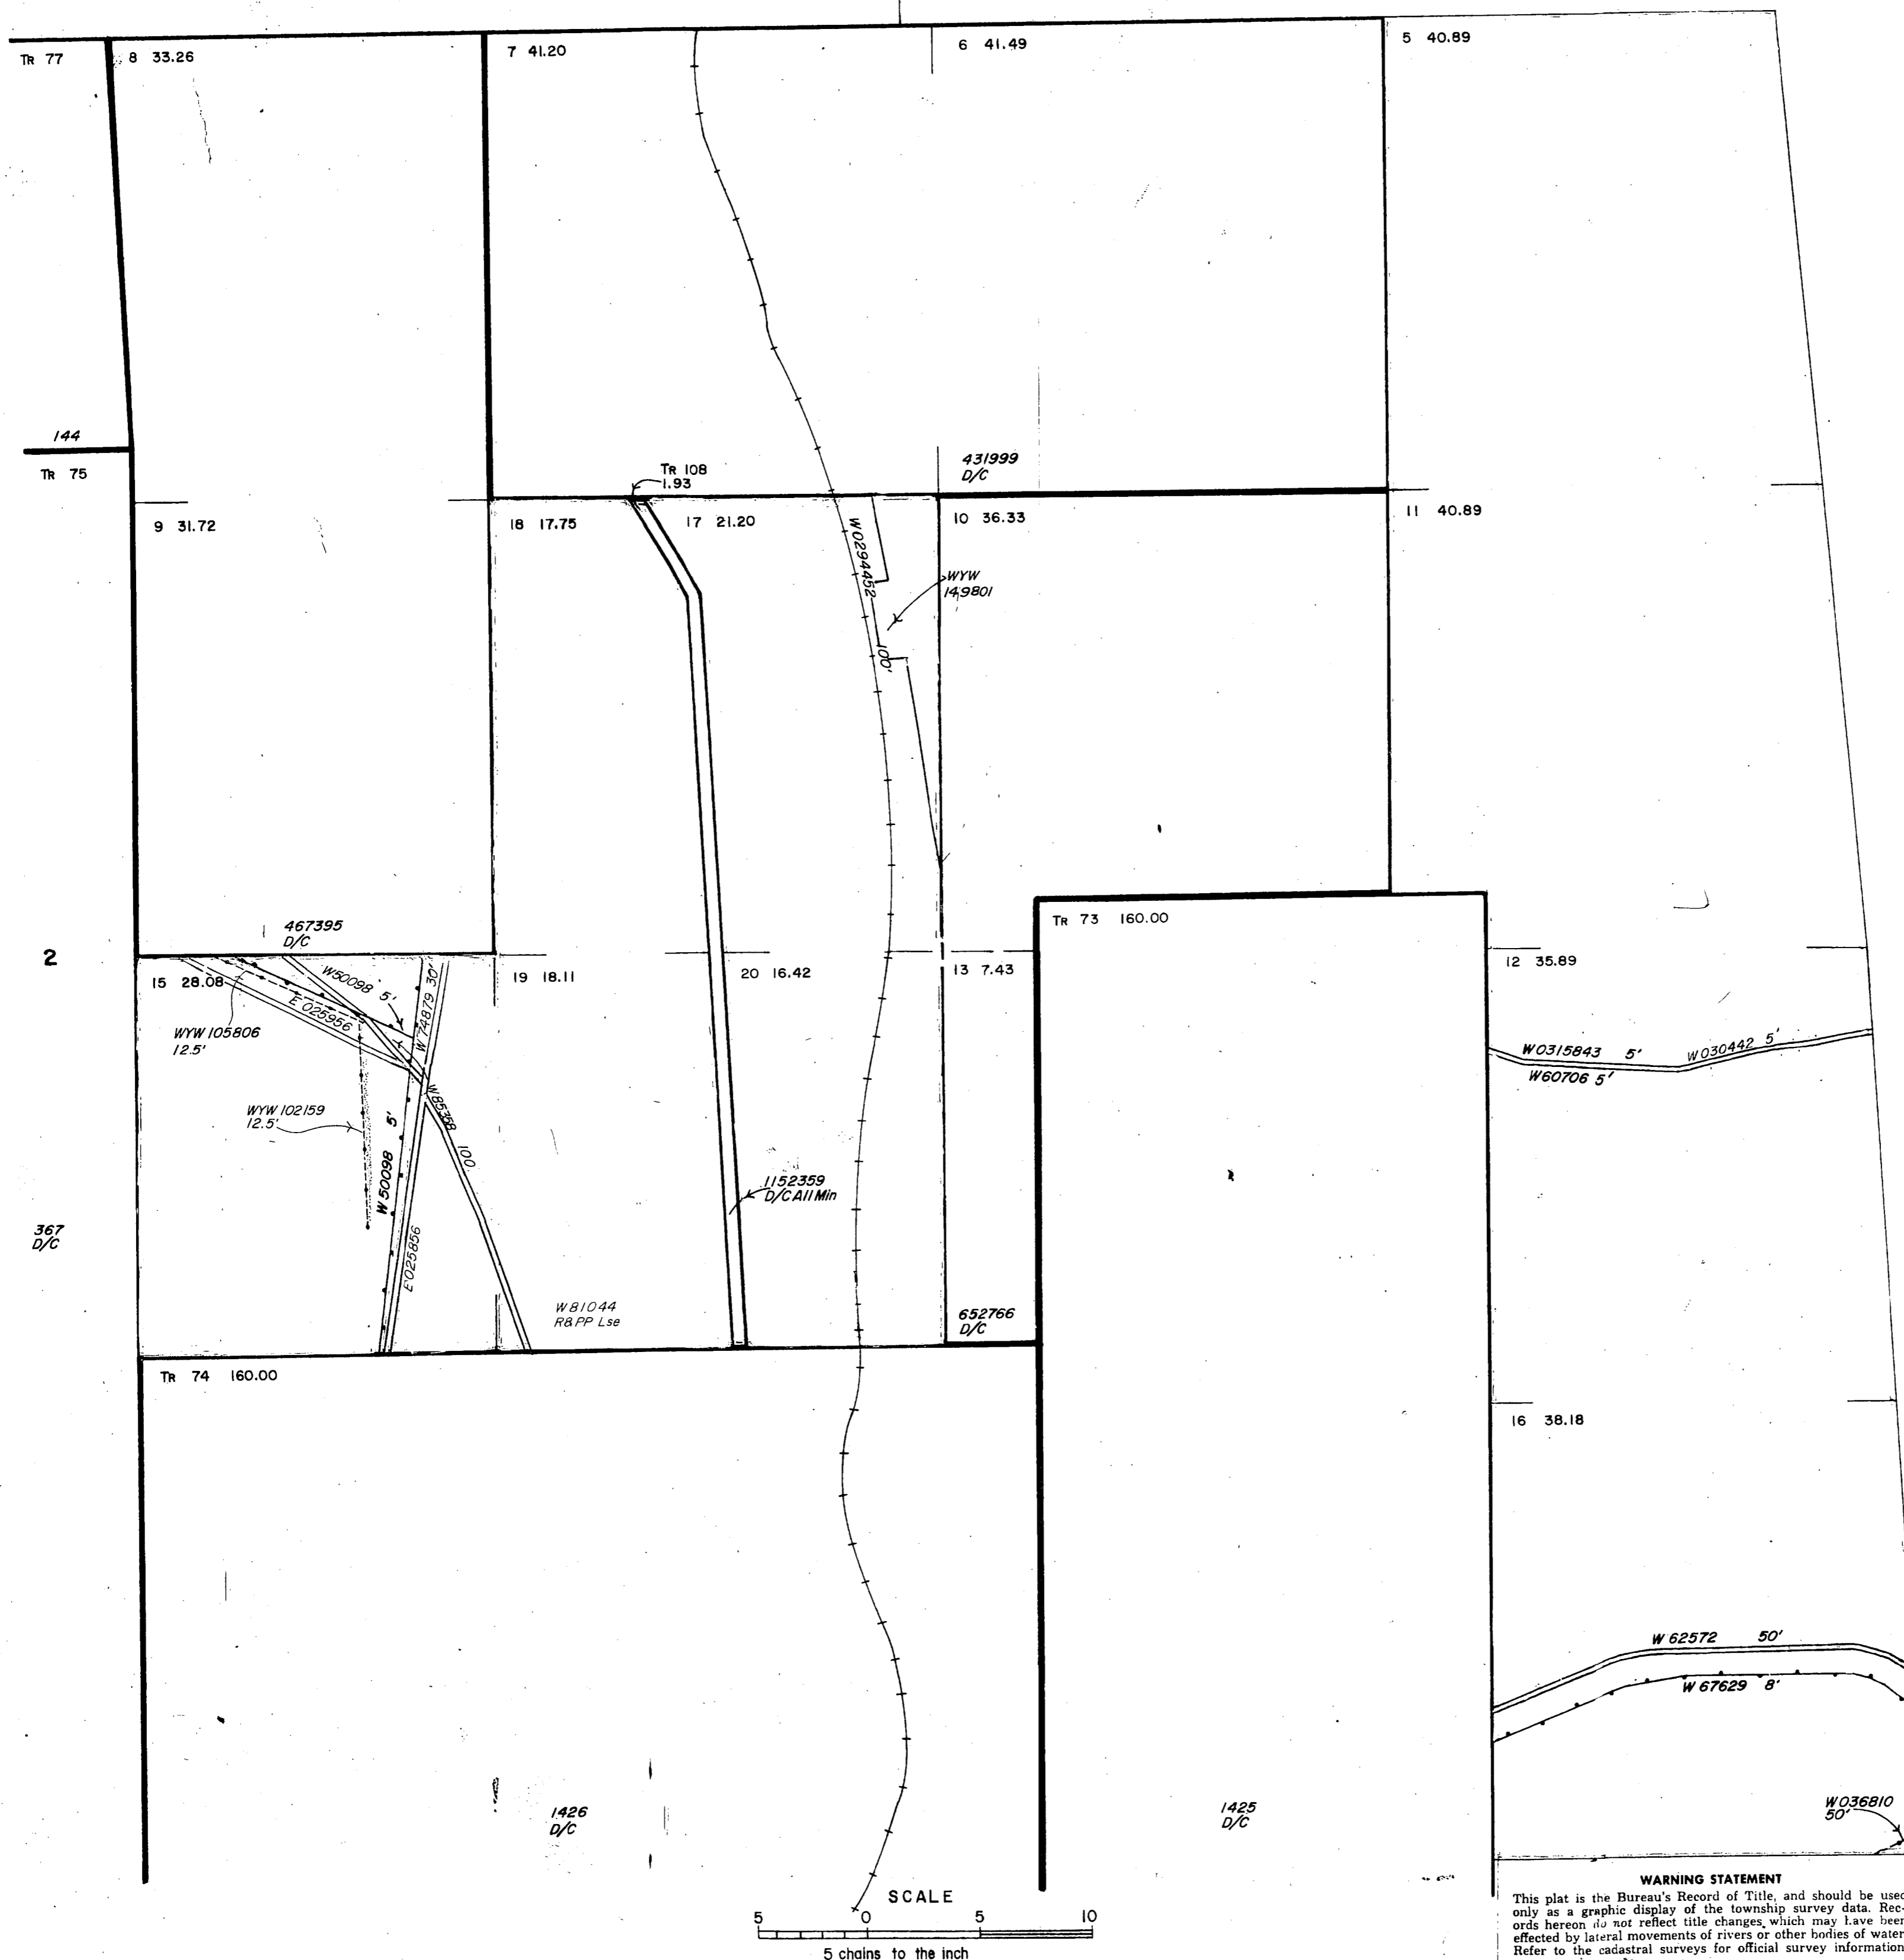 TR 77
8 33.26
7 41.20
6 41.49
5 40.89
144
TR 75
TR 108
1.93
431999
D/C
9 31.72
18 17.75
17 21.20
10 36.33
11 40.89
W0294452
100'
WYW
149801
2
467395
D/C
TR 73 160.00
15 28.08
19 18.11
20 16.42
13 7.43
12 35.89
W50098 5'
W 74879 30'
E 025956
WYW 105806
12.5'
W0315843 5'
W030442 5'
W60706 5'
WYW 102159
12.5'
W 50098 5'
W85358 100
E 025856
1152359
D/C All Min
367
D/C
W81044
R&PP Lse
652766
D/C
TR 74 160.00
16 38.18
W 62572 50'
W 67629 8'
1426
D/C
1425
D/C
W036810
50'
WARNING STATEMENT
This plat is the Bureau's Record of Title, and should be used
only as a graphic display of the township survey data. Rec-
ords hereon do not reflect title changes which may have been
effected by lateral movements of rivers or other bodies of water
Refer to the cadastral surveys for official survey information
SCALE
5 0 5 10
5 chains to the inch